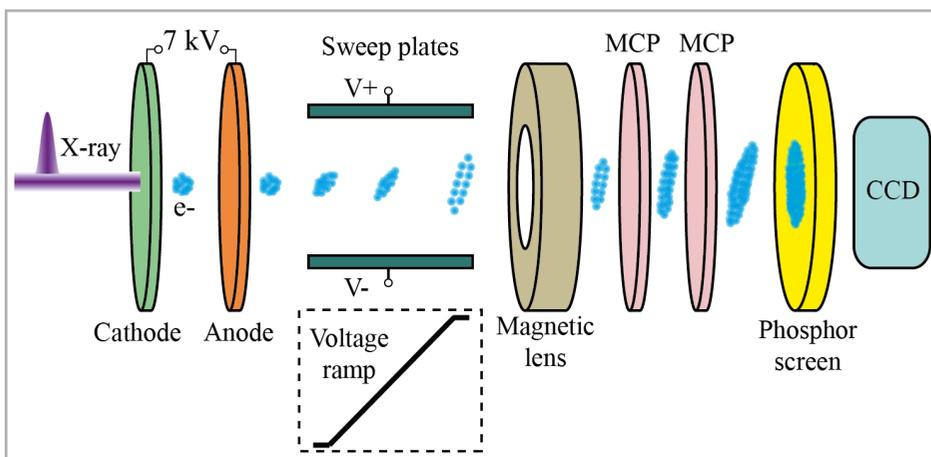 7 kV
Sweep plates
MCP
MCP
V+
X-ray
e-
CCD
V-
Cathode
Anode
Voltage
ramp
Magnetic
lens
Phosphor
screen